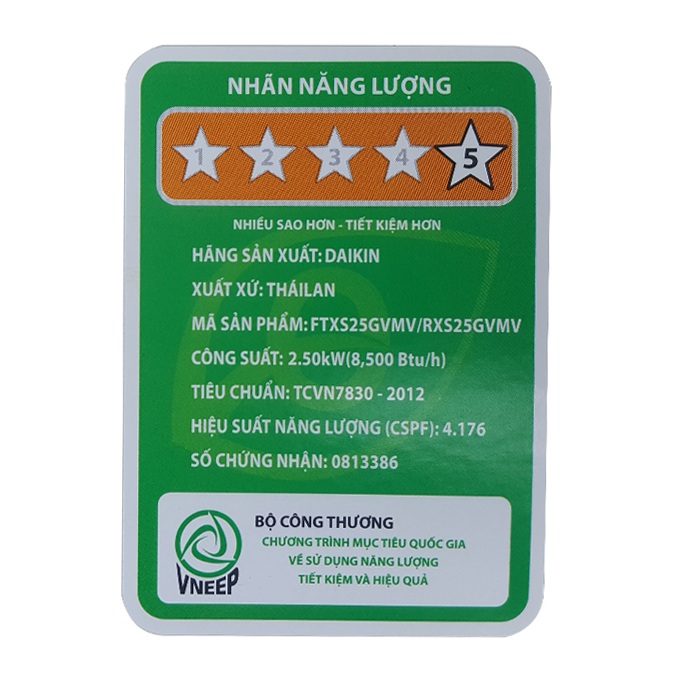 NHÃN NĂNG LƯỢNG
1 2 3 4 5
NHIỀU SAO HƠN - TIẾT KIỆM HƠN
HÃNG SẢN XUẤT: DAIKIN
XUẤT XỨ: THÁILAN
MÃ SẢN PHẨM: FTXS25GVMV/RXS25GVMV
CÔNG SUẤT: 2.50kW(8,500 Btu/h)
TIÊU CHUẨN: TCVN7830 - 2012
HIỆU SUẤT NĂNG LƯỢNG (CSPF): 4.176
SỐ CHỨNG NHẬN: 0813386
BỘ CÔNG THƯƠNG
CHƯƠNG TRÌNH MỤC TIÊU QUỐC GIA
VỀ SỬ DỤNG NĂNG LƯỢNG
TIẾT KIỆM VÀ HIỆU QUẢ
VNEEP